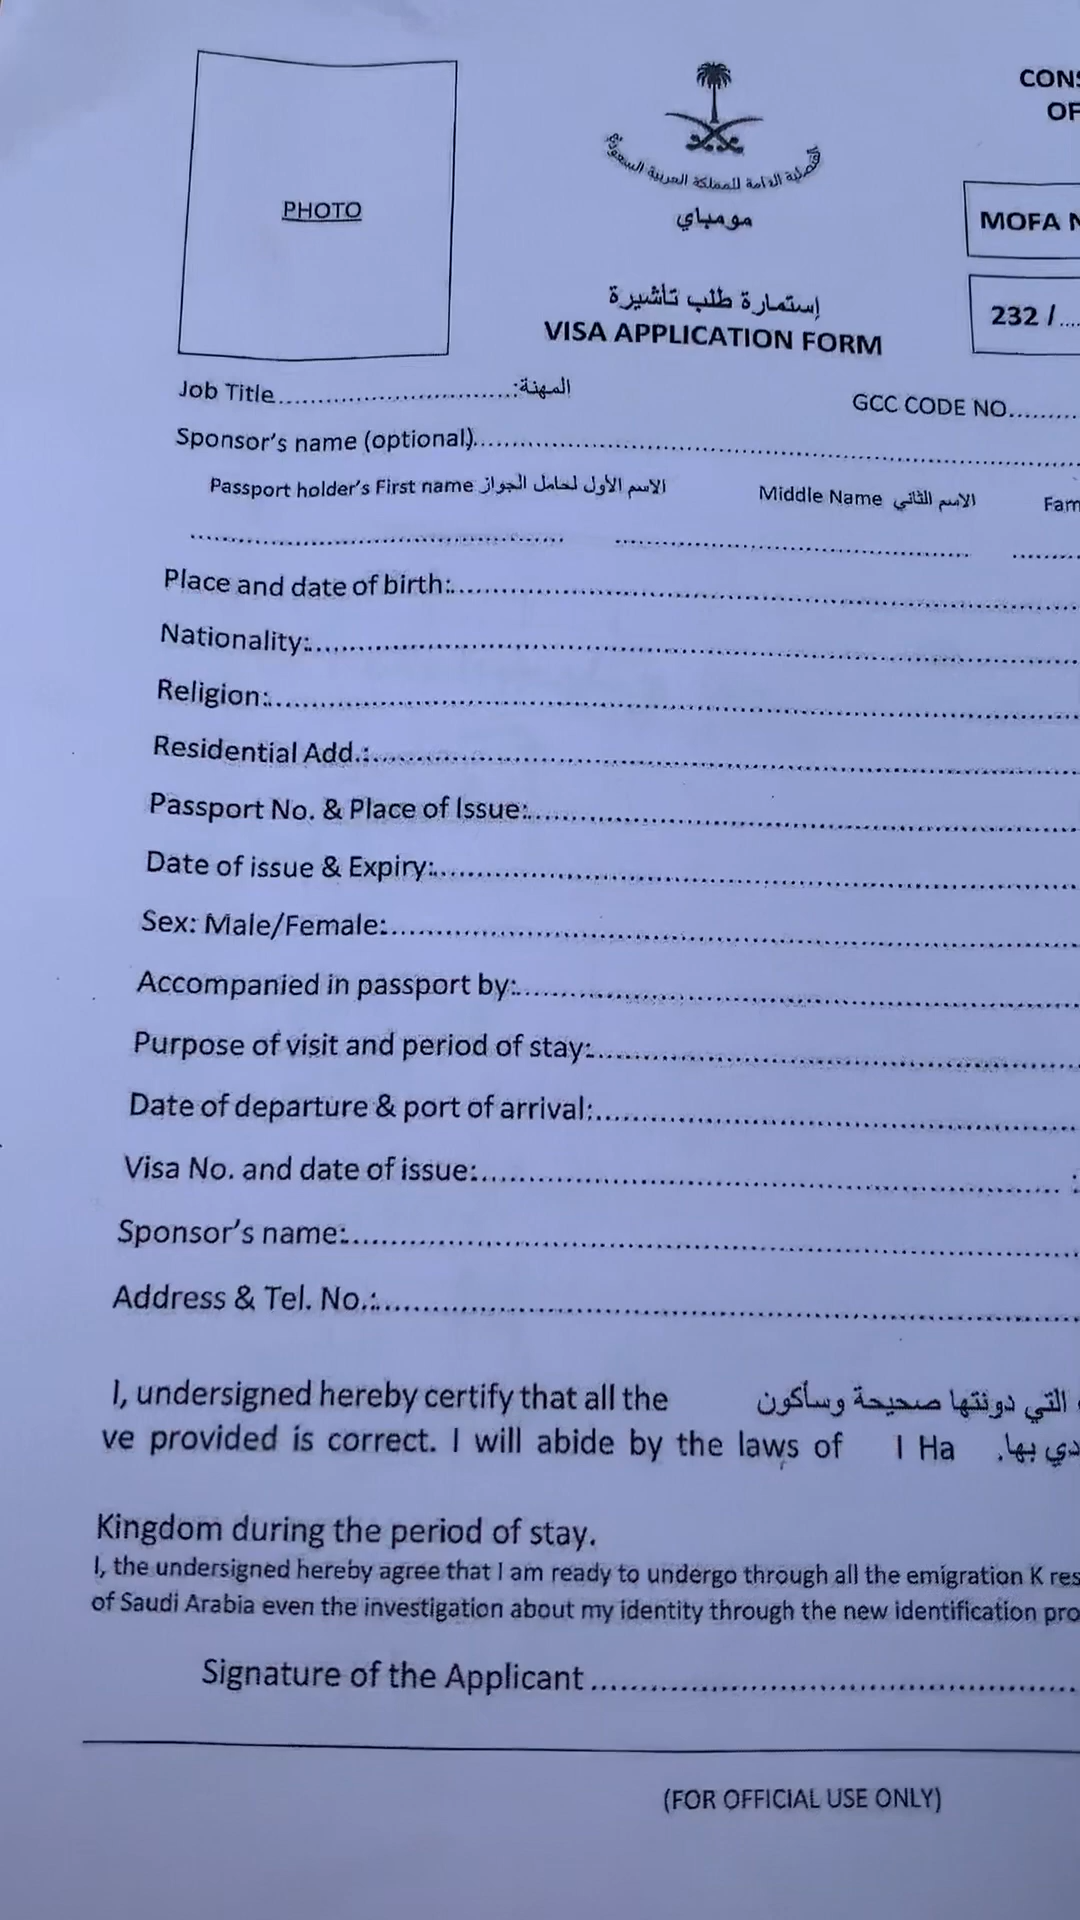 PHOTO
القنصلية العامة للمملكة العربية السعودية
مومباي
إستمارة طلب تأشيرة
VISA APPLICATION FORM
OF
MOFA
232 /....
Job Title..............................:المهنة
GCC CODE NO.........
Sponsor's name (optional)..................................................
Passport holder's First name الاسم الأول لحامل الجواز
Middle Name الاسم الثاني
Place and date of birth:..................................................
Nationality:..................................................
Religion:..................................................
Residential Add.:..................................................
Passport No. & Place of Issue:..................................................
Date of issue & Expiry:..................................................
Sex: Male/Female:..................................................
Accompanied in passport by:..................................................
Purpose of visit and period of stay:..................................................
Date of departure & port of arrival:..................................................
Visa No. and date of issue:..................................................
Sponsor's name:..................................................
Address & Tel. No.:..................................................
I, undersigned hereby certify that all the التي دونتها صحيحة وسأكون
ve provided is correct. I will abide by the laws of I Ha بها.
Kingdom during the period of stay.
I, the undersigned hereby agree that I am ready to undergo through all the emigration K
of Saudi Arabia even the investigation about my identity through the new identification
Signature of the Applicant..................................................
(FOR OFFICIAL USE ONLY)